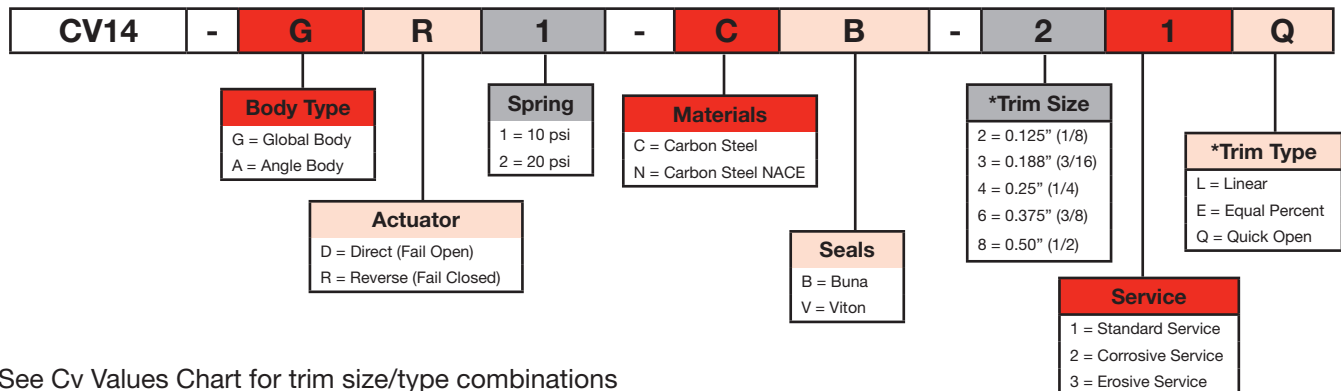 CV14 - G R 1 - C B - 2 1 Q
Body Type
G = Global Body
A = Angle Body
Actuator
D = Direct (Fail Open)
R = Reverse (Fail Closed)
Spring
1 = 10 psi
2 = 20 psi
Materials
C = Carbon Steel
N = Carbon Steel NACE
Seals
B = Buna
V = Viton
*Trim Size
2 = 0.125” (1/8)
3 = 0.188” (3/16)
4 = 0.25” (1/4)
6 = 0.375” (3/8)
8 = 0.50” (1/2)
Service
1 = Standard Service
2 = Corrosive Service
3 = Erosive Service
*Trim Type
L = Linear
E = Equal Percent
Q = Quick Open
See Cv Values Chart for trim size/type combinations